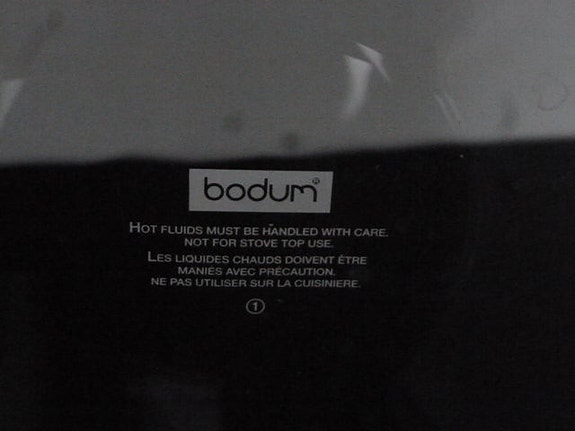 bodum®
HOT FLUIDS MUST BE HANDLED WITH CARE.
NOT FOR STOVE TOP USE.
LES LIQUIDES CHAUDS DOIVENT ÊTRE
MANIÉS AVEC PRÉCAUTION.
NE PAS UTILISER SUR LA CUISINIERE.
1